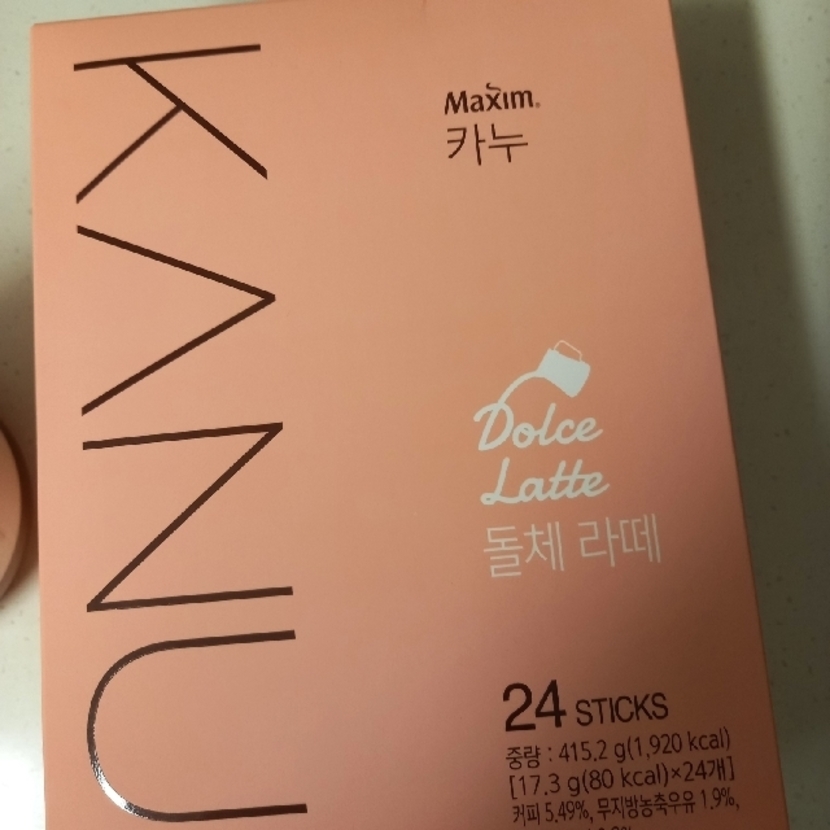 KANU
Maxim.
카누
Dolce
Latte
돌체 라떼
24 STICKS
중량 : 415.2 g(1,920 kcal)
[17.3 g(80 kcal)×24개]
커피 5.49%, 무지방농축우유 1.9%,